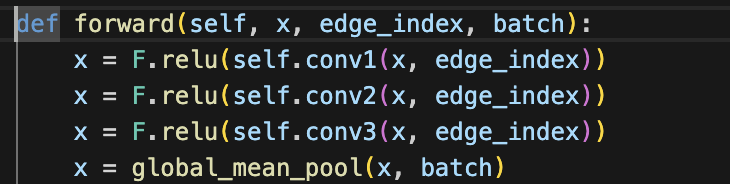 def forward(self, x, edge_index, batch):
    x = F.relu(self.conv1(x, edge_index))
    x = F.relu(self.conv2(x, edge_index))
    x = F.relu(self.conv3(x, edge_index))
    x = global_mean_pool(x, batch)